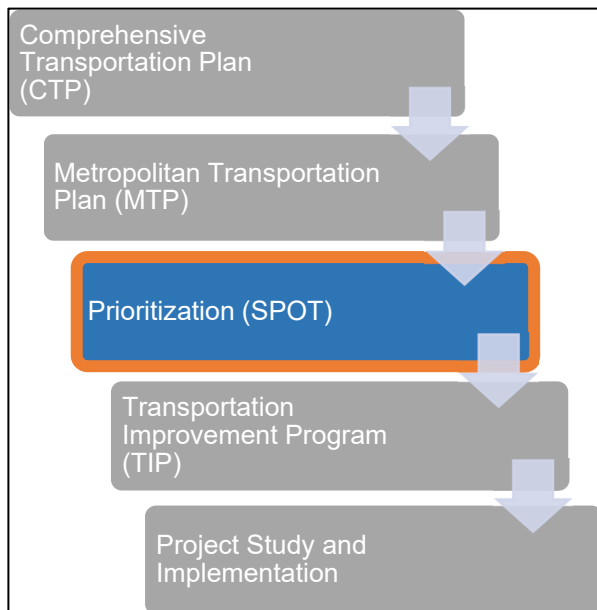 Comprehensive
Transportation Plan
(CTP)
Metropolitan Transportation
Plan (MTP)
Prioritization (SPOT)
Transportation
Improvement Program
(TIP)
Project Study and
Implementation